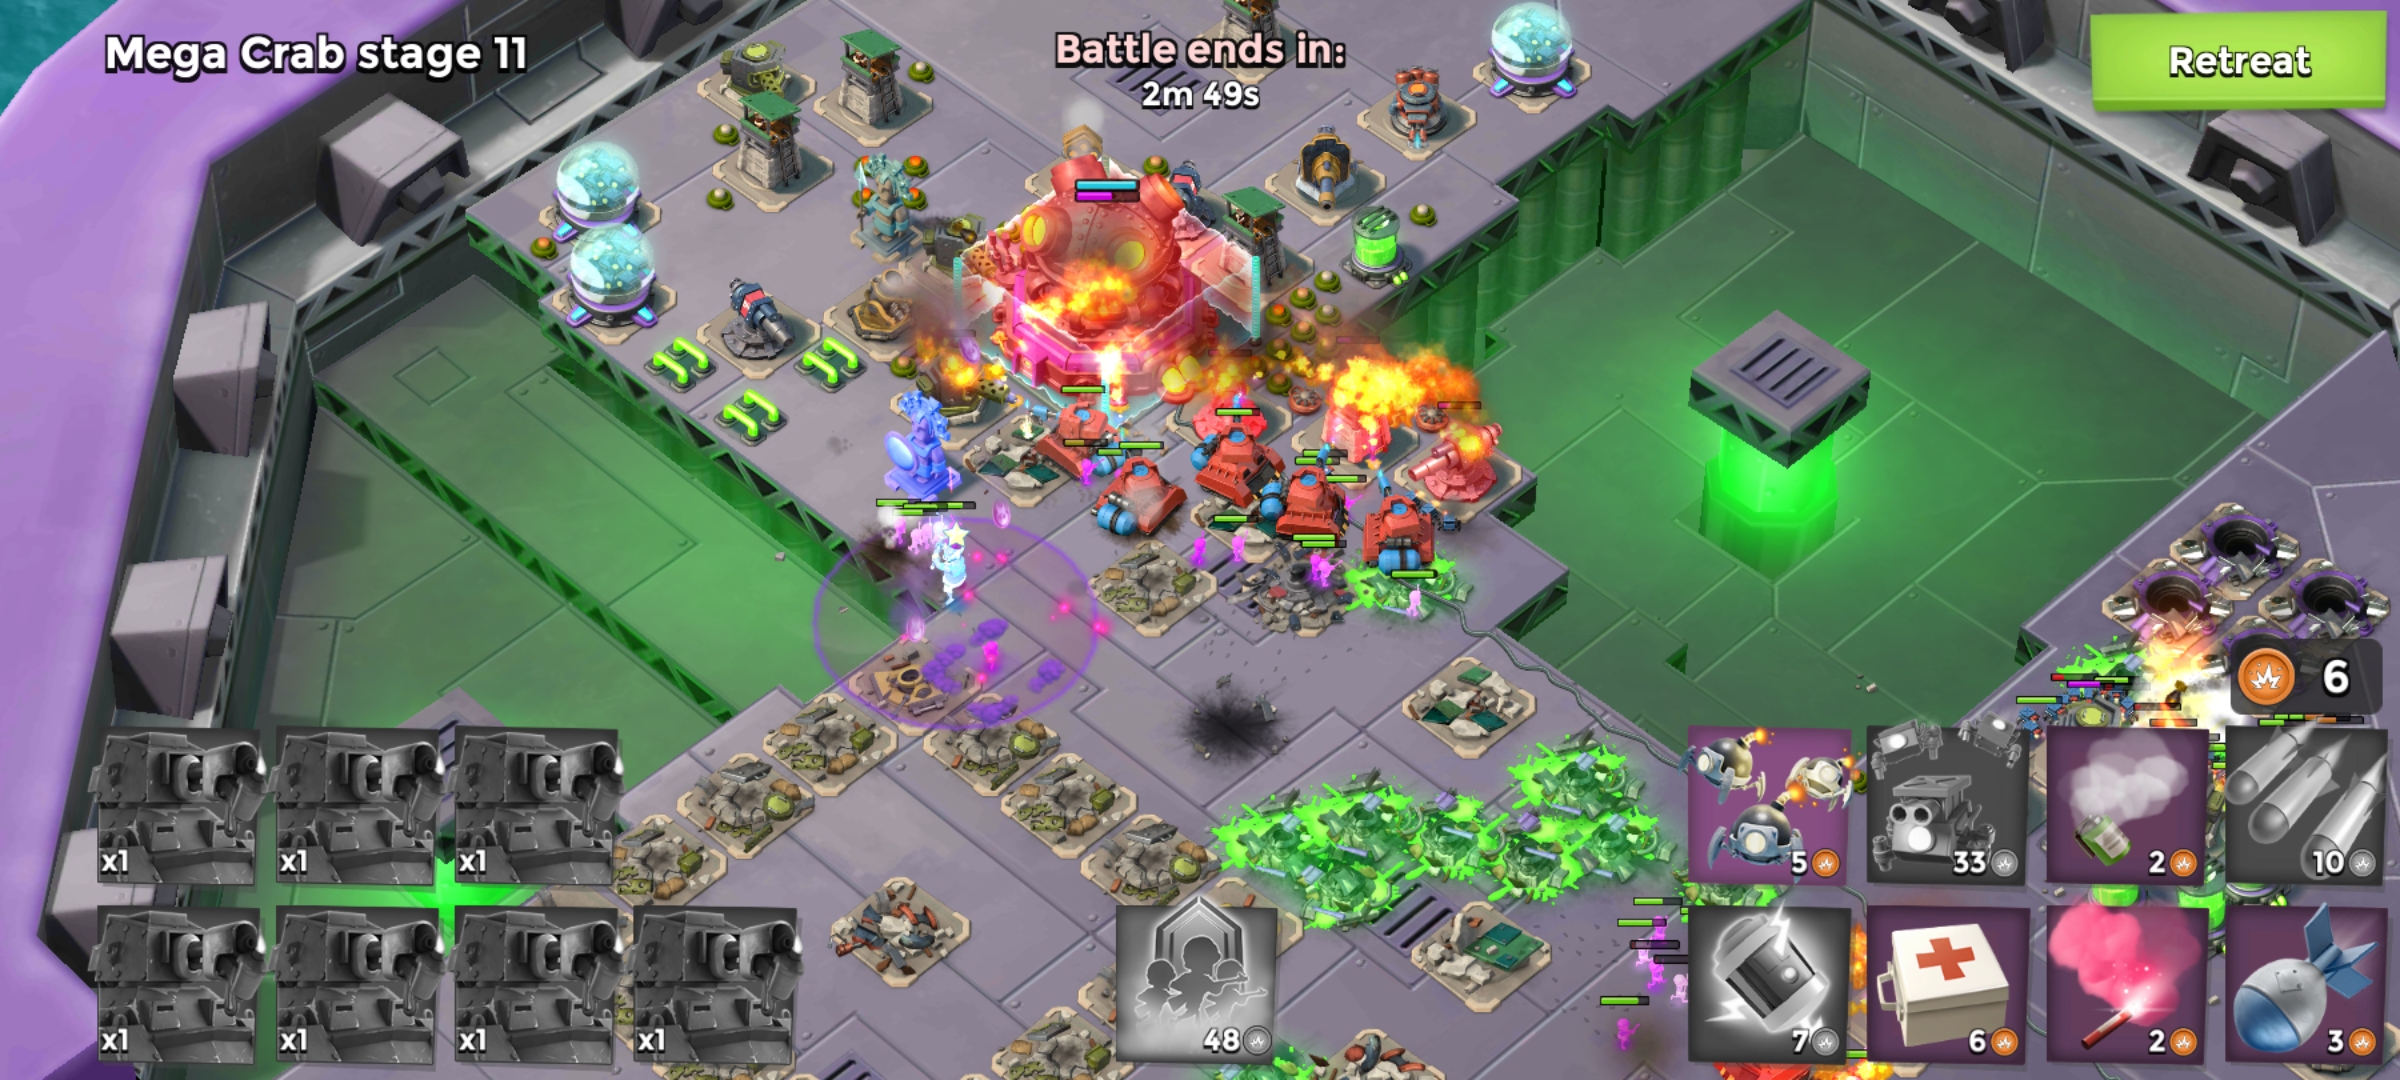 Mega Crab stage 11
Battle ends in:
2m 49s
Retreat
6
x1
x1
x1
5
33
2
10
x1
x1
x1
x1
48
7
6
2
3